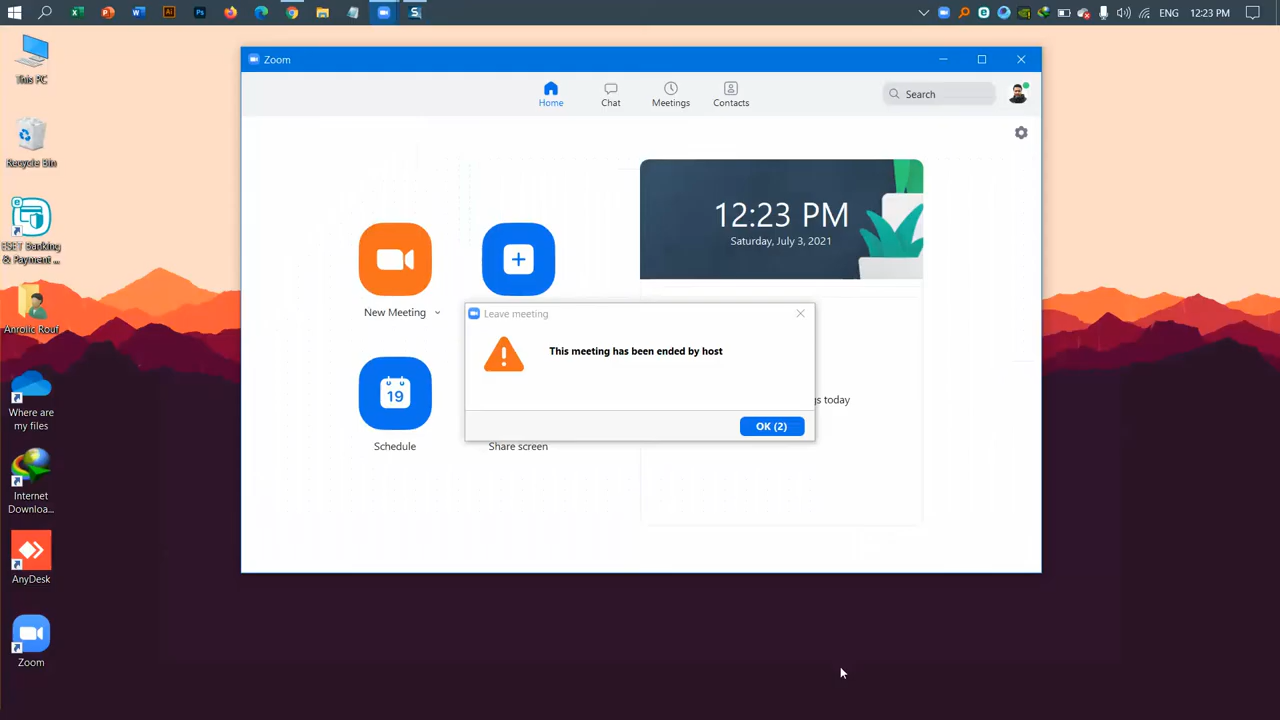 ENG
12:23 PM
This PC
Recycle Bin
ESET Banking
& Payment ...
Anrolic Rouf
Where are
my files
Internet
Downloa...
AnyDesk
Zoom
Zoom
Home
Chat
Meetings
Contacts
Search
New Meeting
19
Schedule
Share screen
12:23 PM
Saturday, July 3, 2021
gs today
Leave meeting
This meeting has been ended by host
OK (2)